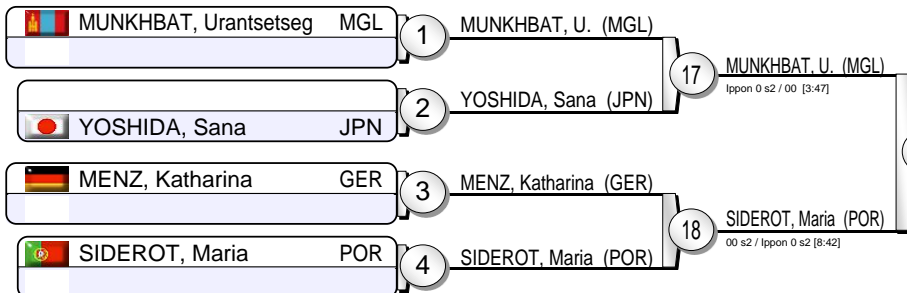 MUNKHBAT, Urantsetseg MGL
1
MUNKHBAT, U. (MGL)
YOSHIDA, Sana JPN
2
YOSHIDA, Sana (JPN)
17
MUNKHBAT, U. (MGL)
Ippon 0 s2 / 00 [3:47]
MENZ, Katharina GER
3
MENZ, Katharina (GER)
SIDEROT, Maria POR
4
SIDEROT, Maria (POR)
18
SIDEROT, Maria (POR)
00 s2 / Ippon 0 s2 [8:42]